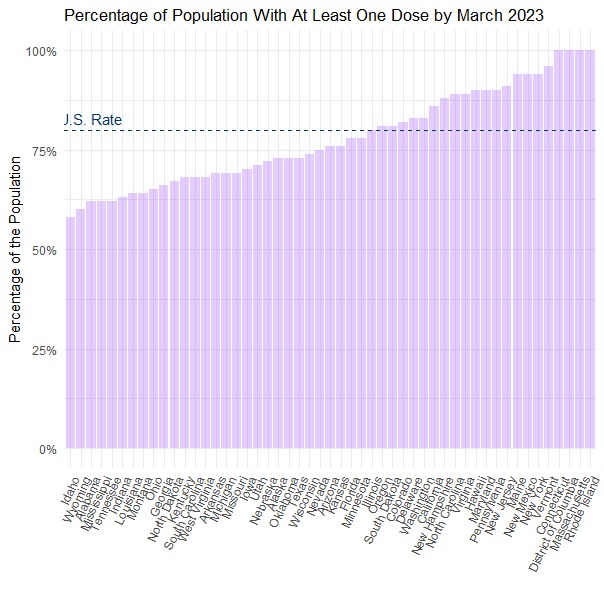 Percentage of Population With At Least One Dose by March 2023
100%
J.S. Rate
75%
50%
25%
0%
Percentage of the Population
Idaho
Wyoming
Alabama
Mississippi
Tennessee
Indiana
Louisiana
Montana
Ohio
Georgia
North Dakota
Kentucky
South Carolina
West Virginia
Arkansas
Michigan
Missouri
Iowa
Utah
Nebraska
Alaska
Oklahoma
Texas
Wisconsin
Nevada
Arizona
Kansas
Florida
Minnesota
Illinois
Oregon
South Dakota
Colorado
Delaware
Washington
California
New Hampshire
North Carolina
Virginia
Hawaii
Maryland
Pennsylvania
New Jersey
Maine
New Mexico
New York
Vermont
Connecticut
District of Columbia
Massachusetts
Rhode Island